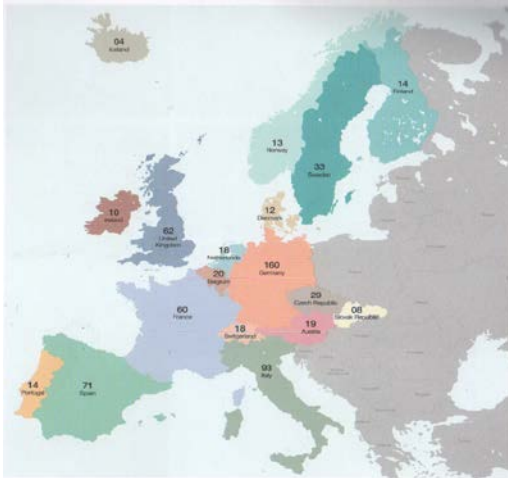 04
Iceland
14
Finland
13
Norway
33
Sweden
10
Ireland
62
United
Kingdom
12
Denmark
18
Netherlands
20
Belgium
160
Germany
29
Czech Republic
08
Slovak Republic
60
France
18
Switzerland
19
Austria
93
Italy
14
Portugal
71
Spain